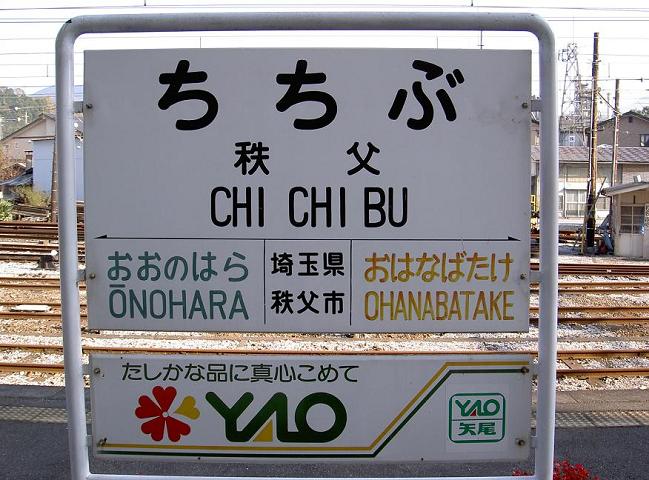 ちちぶ
秩父
CHI CHI BU
おおのはら
ŌNOHARA
埼玉県
秩父市
おはなばたけ
OHANABATAKE
たしかな品に真心こめて
YAO
YAO
矢尾